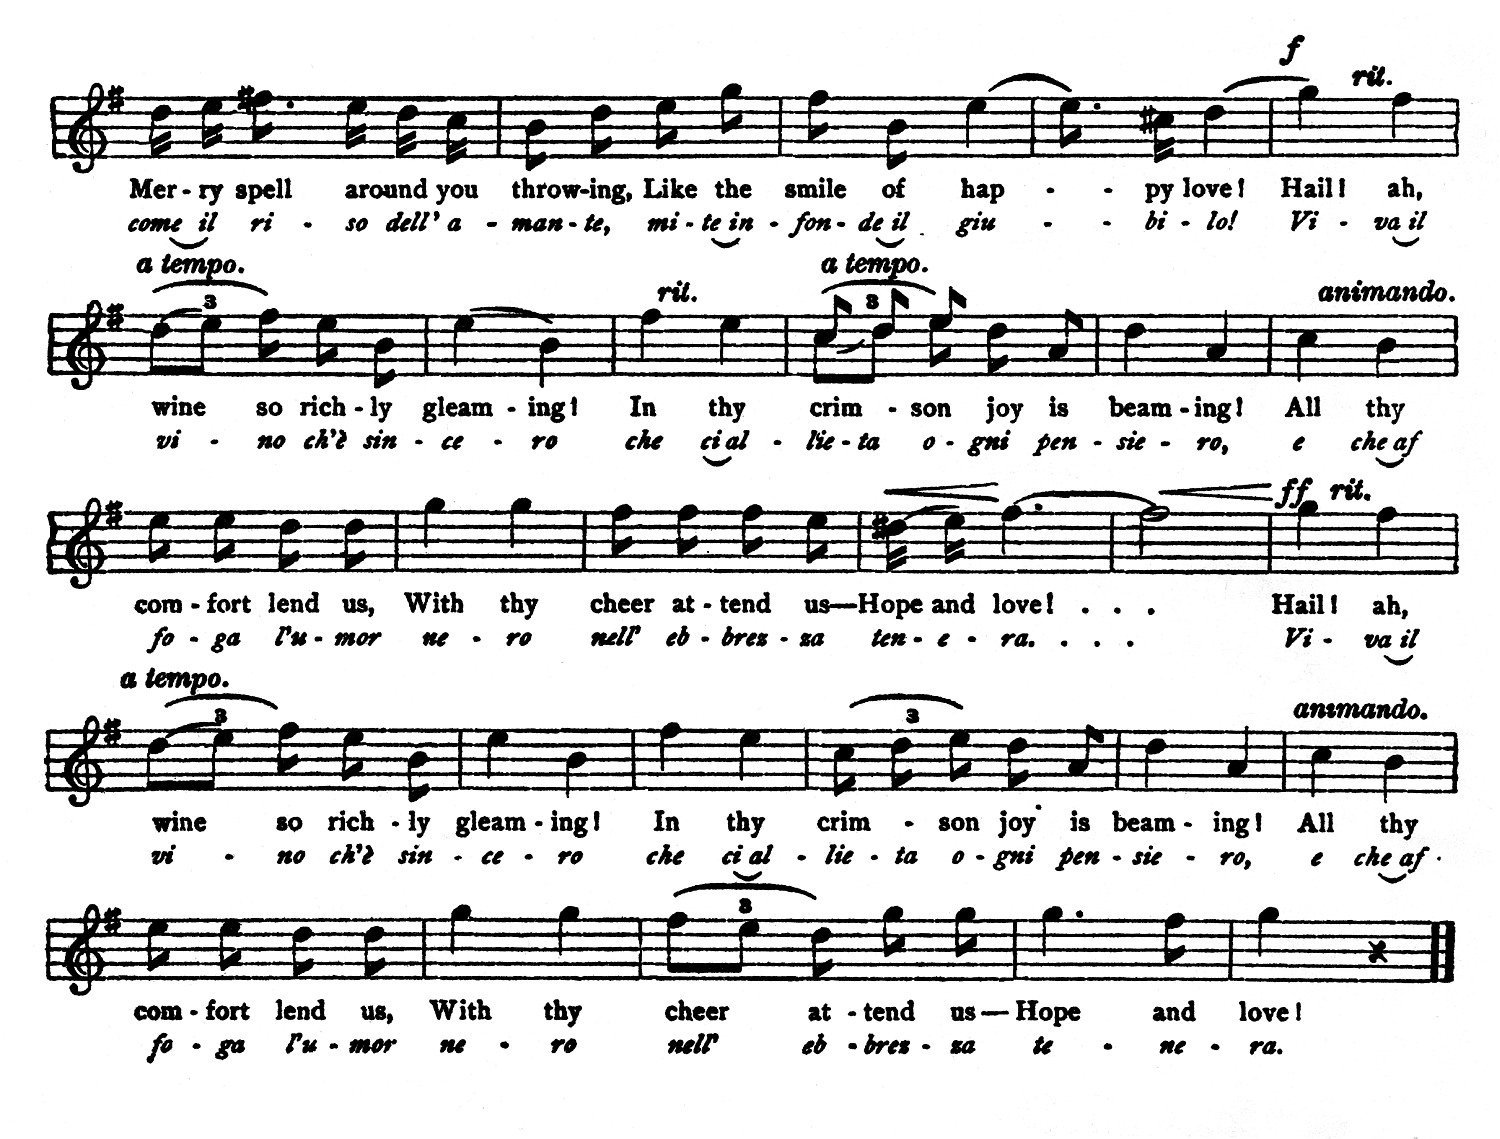 f
rit.
Mer - ry spell around you throw-ing, Like the smile of hap - - py love! Hail! ah,
come il ri - so dell' a - man - te, mi - te in - fon - de il giu - - bi - lo! Vi - va il
a tempo. a tempo.
3 rit. 3 animando.
wine so rich - ly gleam - ing! In thy crim - son joy is beam - ing! All thy
vi - no ch'è sin - ce - ro che ci al - lie - ta o - gni pen - sie - ro, e che af
ff rit.
com - fort lend us, With thy cheer at - tend us—Hope and love! . . . Hail! ah,
fo - ga l'u - mor ne - ro nell' eb - brez - za ten - e - ra. . . . Vi - va il
a tempo.
3 3 animando.
wine so rich - ly gleam - ing! In thy crim - son joy is beam - ing! All thy
vi - no ch'è sin - ce - ro che ci al - lie - ta o - gni pen - sie - ro, e che af -
3
com - fort lend us, With thy cheer at - tend us — Hope and love!
fo - ga l'u - mor ne - ro nell' eb - brez - za te - ne - ra.